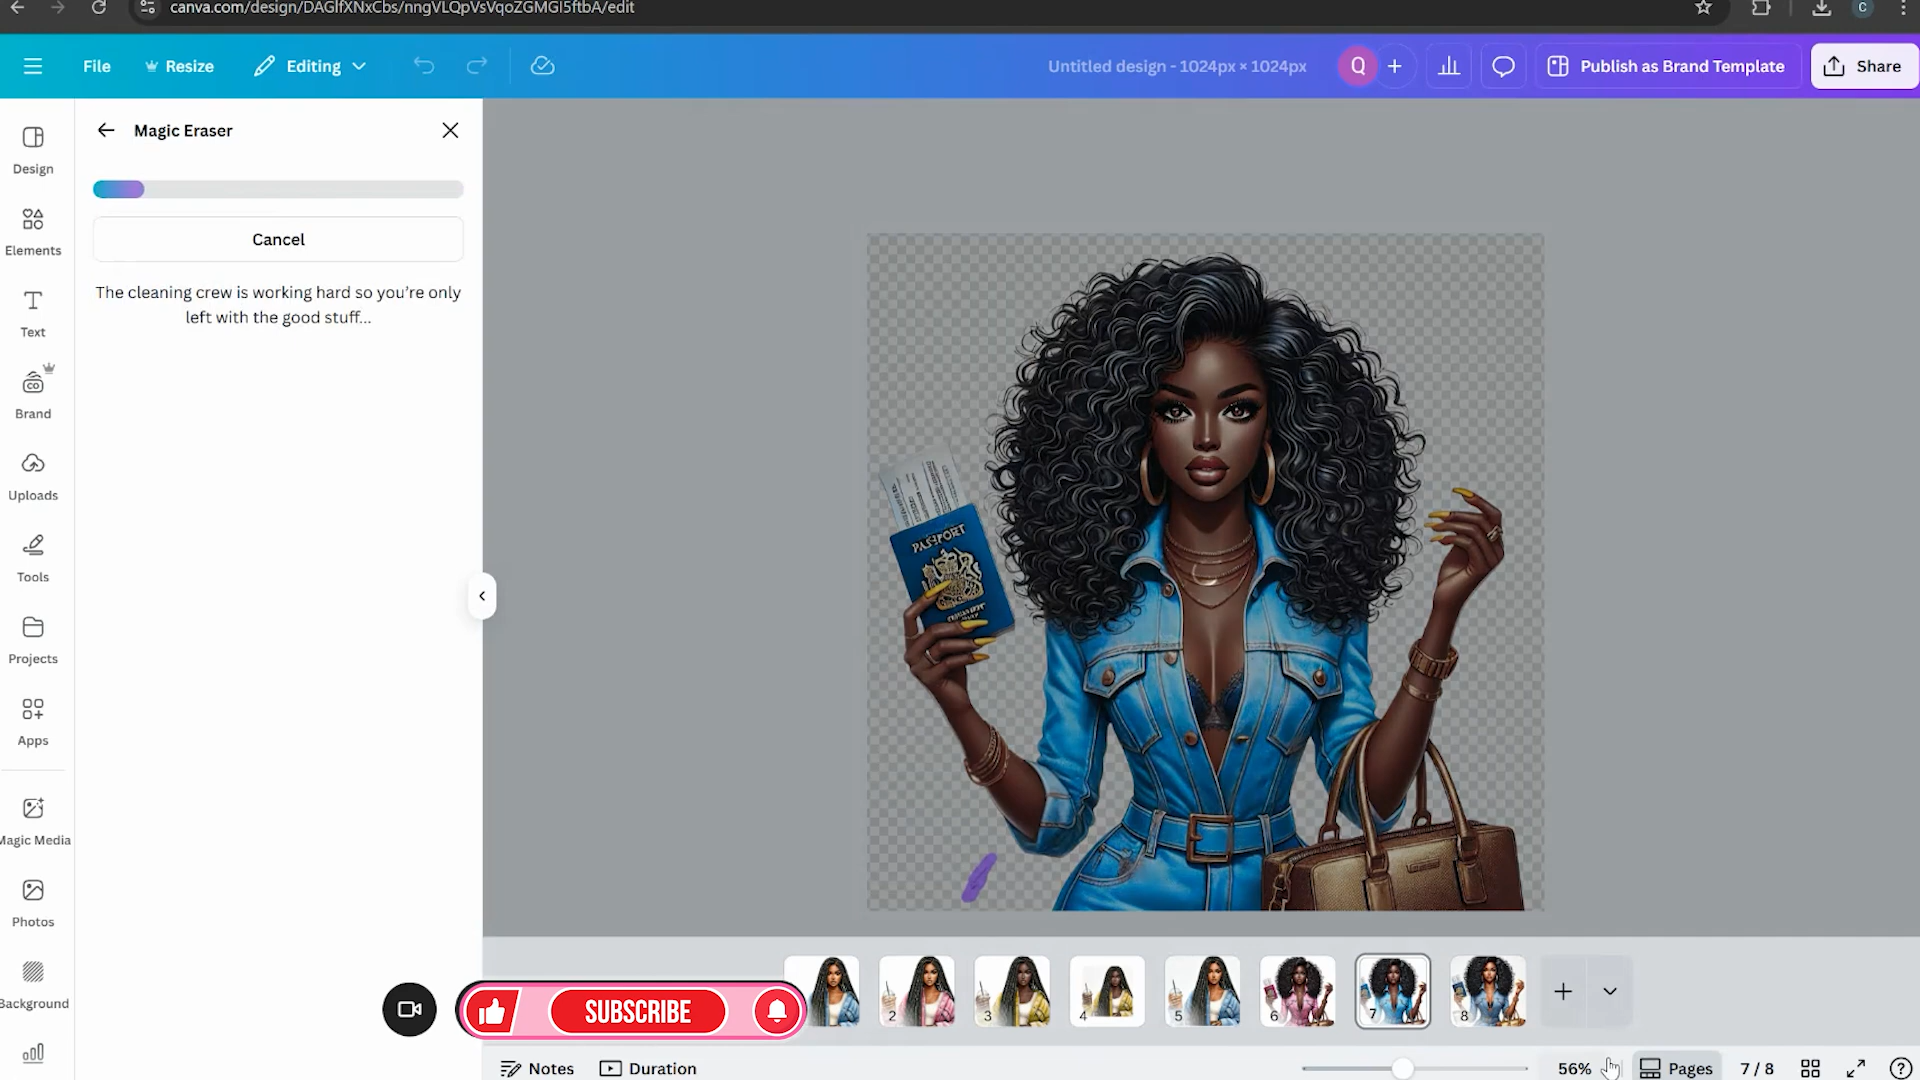 canva.com/design/DAGlfXNxCbs/nngVLQpVsVqoZGMGI5ftbA/edit
File
Resize
Editing
Untitled design - 1024px × 1024px
Q
Publish as Brand Template
Share
C
Magic Eraser
Cancel
The cleaning crew is working hard so you're only
left with the good stuff...
Design
Elements
Text
Brand
Uploads
Tools
Projects
Apps
Magic Media
Photos
Background
PASSPORT
SUBSCRIBE
2
3
4
5
6
7
8
Notes
Duration
56%
Pages
7 / 8